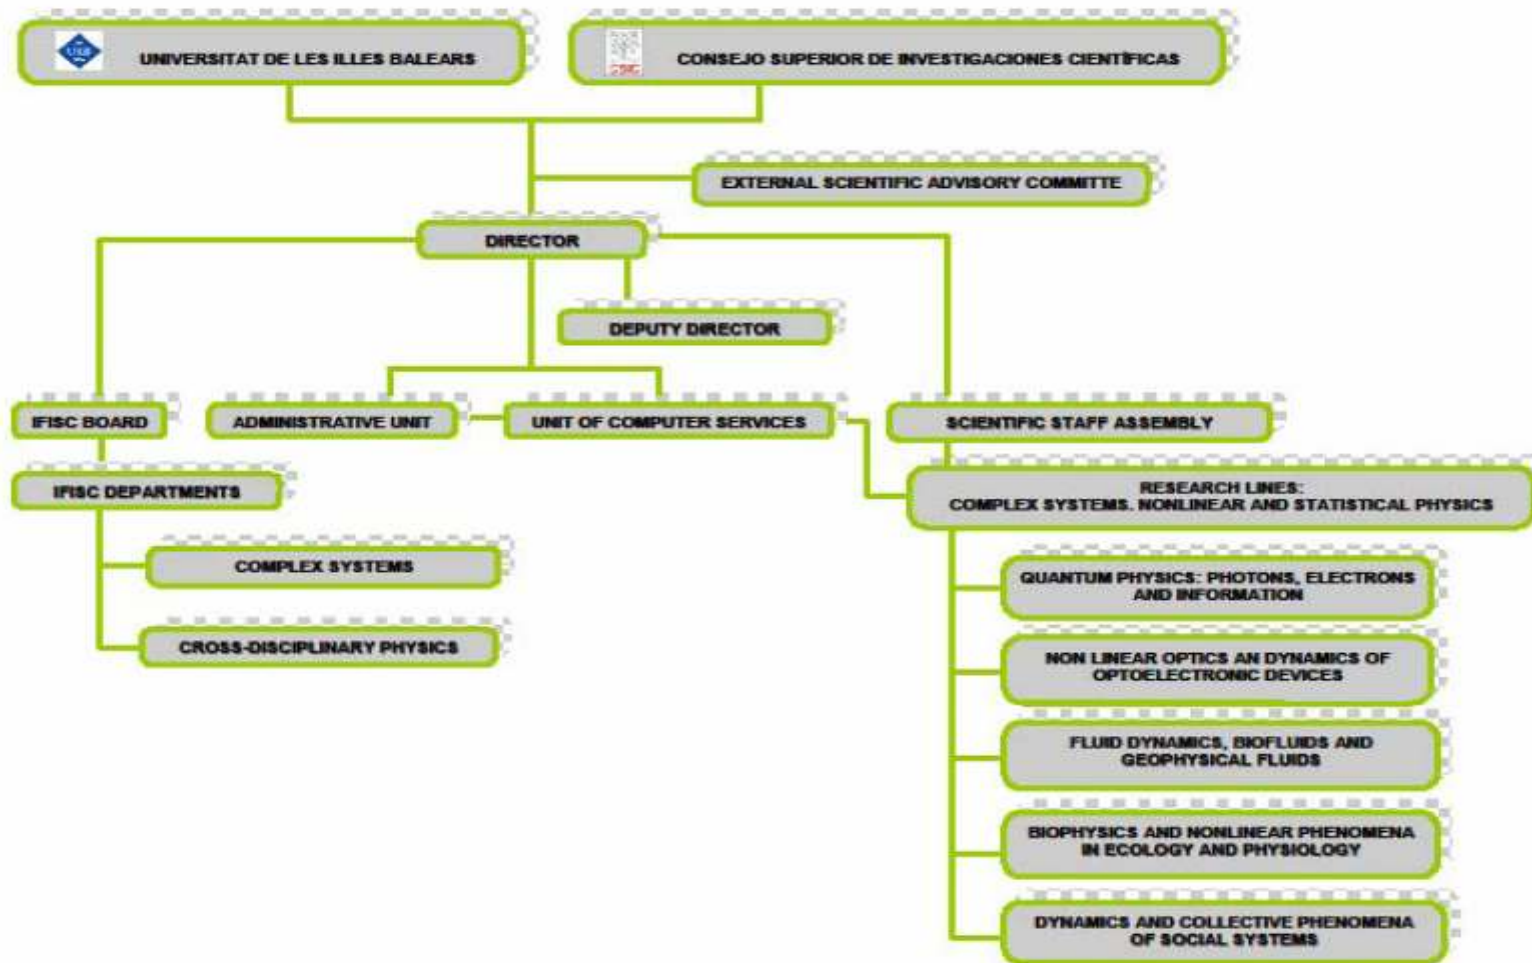 UIB
UNIVERSITAT DE LES ILLES BALEARS
CSIC
CONSEJO SUPERIOR DE INVESTIGACIONES CIENTÍFICAS
EXTERNAL SCIENTIFIC ADVISORY COMMITTE
DIRECTOR
DEPUTY DIRECTOR
IFISC BOARD
ADMINISTRATIVE UNIT
UNIT OF COMPUTER SERVICES
SCIENTIFIC STAFF ASSEMBLY
IFISC DEPARTMENTS
RESEARCH LINES:
COMPLEX SYSTEMS. NONLINEAR AND STATISTICAL PHYSICS
COMPLEX SYSTEMS
CROSS-DISCIPLINARY PHYSICS
QUANTUM PHYSICS: PHOTONS, ELECTRONS
AND INFORMATION
NON LINEAR OPTICS AN DYNAMICS OF
OPTOELECTRONIC DEVICES
FLUID DYNAMICS, BIOFLUIDS AND
GEOPHYSICAL FLUIDS
BIOPHYSICS AND NONLINEAR PHENOMENA
IN ECOLOGY AND PHYSIOLOGY
DYNAMICS AND COLLECTIVE PHENOMENA
OF SOCIAL SYSTEMS